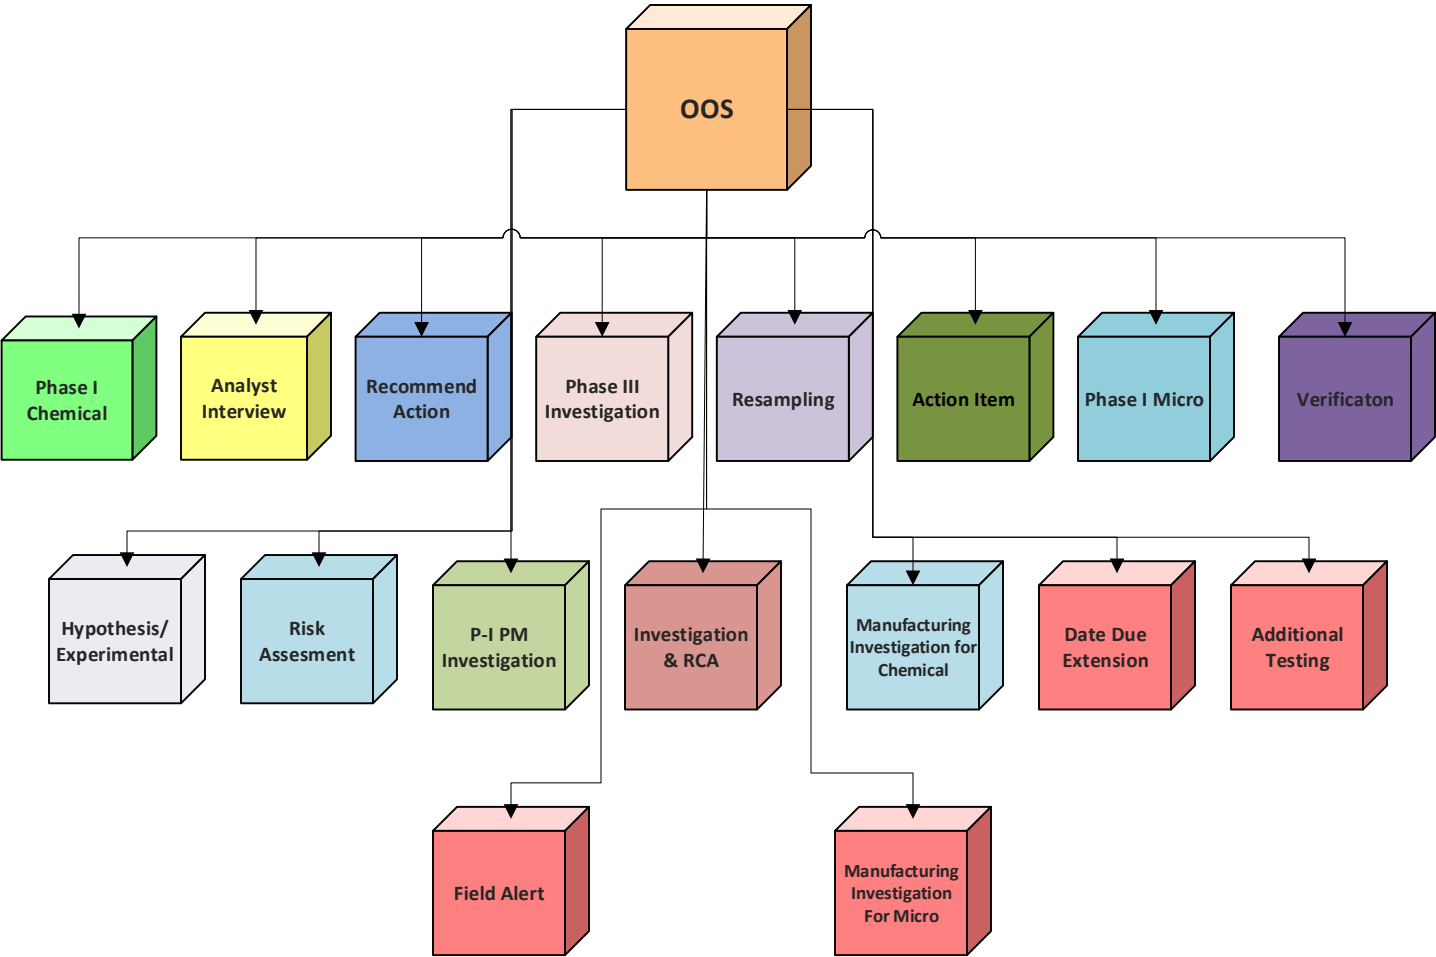 OOS
Phase I
Chemical
Analyst
Interview
Recommend
Action
Phase III
Investigation
Resampling
Action Item
Phase I Micro
Verificaton
Hypothesis/
Experimental
Risk
Assesment
P-I PM
Investigation
Investigation
& RCA
Manufacturing
Investigation for
Chemical
Date Due
Extension
Additional
Testing
Field Alert
Manufacturing
Investigation
For Micro